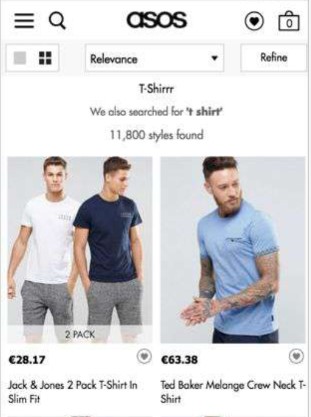 asos
0
Relevance
Refine
T-Shirrr
We also searched for 't shirt'
11,800 styles found
2 PACK
€28.17
€63.38
Jack & Jones 2 Pack T-Shirt In
Slim Fit
Ted Baker Melange Crew Neck T-
Shirt